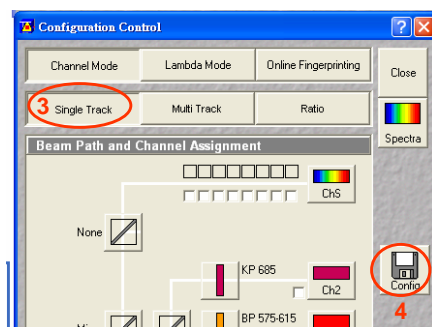 Configuration Control
Channel Mode Lambda Mode Online Fingerprinting Close
3 Single Track Multi Track Ratio
Spectra
Beam Path and Channel Assignment
ChS
None
KP 685
Config
Ch2
4
BP 575-615